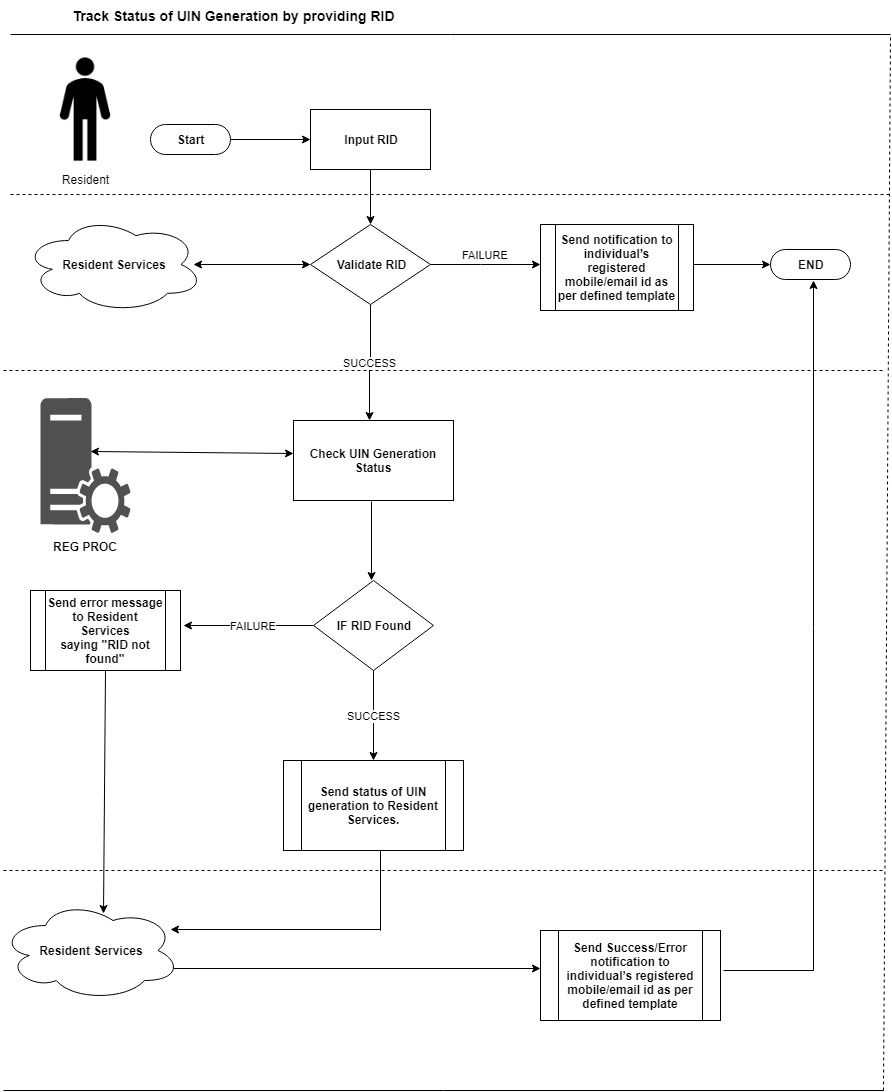 Track Status of UIN Generation by providing RID
Start
Input RID
Resident
Resident Services
Validate RID
FAILURE
Send notification to
individual's
registered
mobile/email id as
per defined template
END
SUCCESS
Check UIN Generation
Status
REG PROC
Send error message
to Resident
Services
saying "RID not
found"
FAILURE
IF RID Found
SUCCESS
Send status of UIN
generation to Resident
Services.
Resident Services
Send Success/Error
notification to
individual's registered
mobile/email id as per
defined template